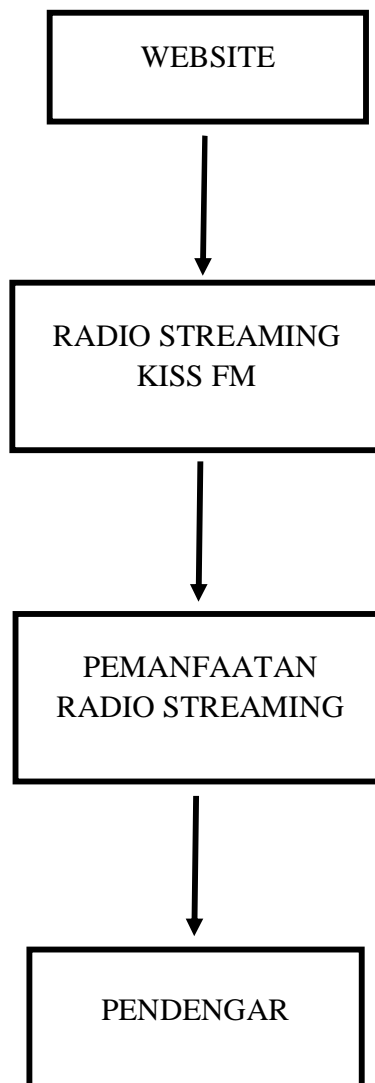 WEBSITE
RADIO STREAMING
KISS FM
PEMANFAATAN
RADIO STREAMING
PENDENGAR